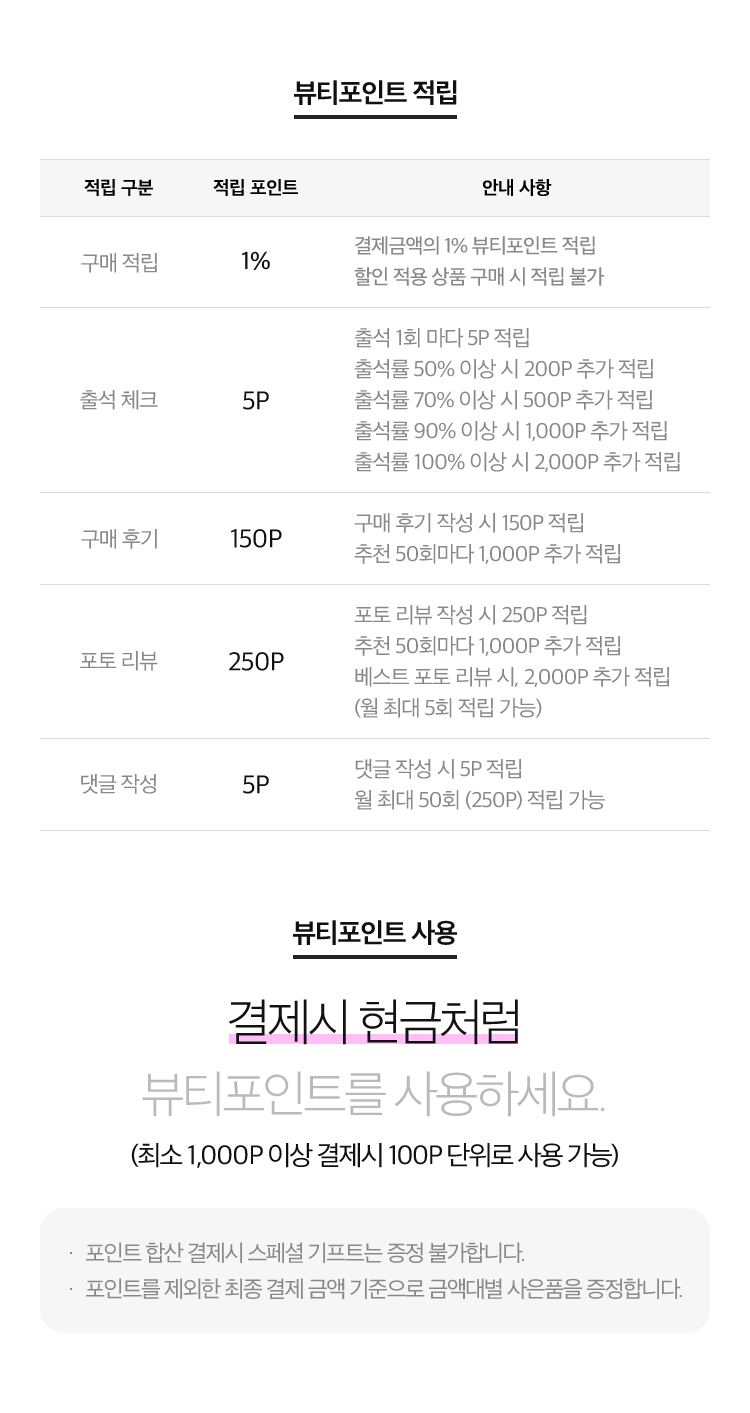 뷰티포인트 적립
적립 구분 적립 포인트 안내 사항
구매 적립 1% 결제금액의 1% 뷰티포인트 적립
할인 적용 상품 구매 시 적립 불가
출석 체크 5P 출석 1회 마다 5P 적립
출석률 50% 이상 시 200P 추가 적립
출석률 70% 이상 시 500P 추가 적립
출석률 90% 이상 시 1,000P 추가 적립
출석률 100% 이상 시 2,000P 추가 적립
구매 후기 150P 구매 후기 작성 시 150P 적립
추천 50회마다 1,000P 추가 적립
포토 리뷰 250P 포토 리뷰 작성 시 250P 적립
추천 50회마다 1,000P 추가 적립
베스트 포토 리뷰 시, 2,000P 추가 적립
(월 최대 5회 적립 가능)
댓글 작성 5P 댓글 작성 시 5P 적립
월 최대 50회 (250P) 적립 가능
뷰티포인트 사용
결제시 현금처럼
뷰티포인트를 사용하세요.
(최소 1,000P 이상 결제시 100P 단위로 사용 가능)
· 포인트 합산 결제시 스페셜 기프트는 증정 불가합니다.
· 포인트를 제외한 최종 결제 금액 기준으로 금액대별 사은품을 증정합니다.